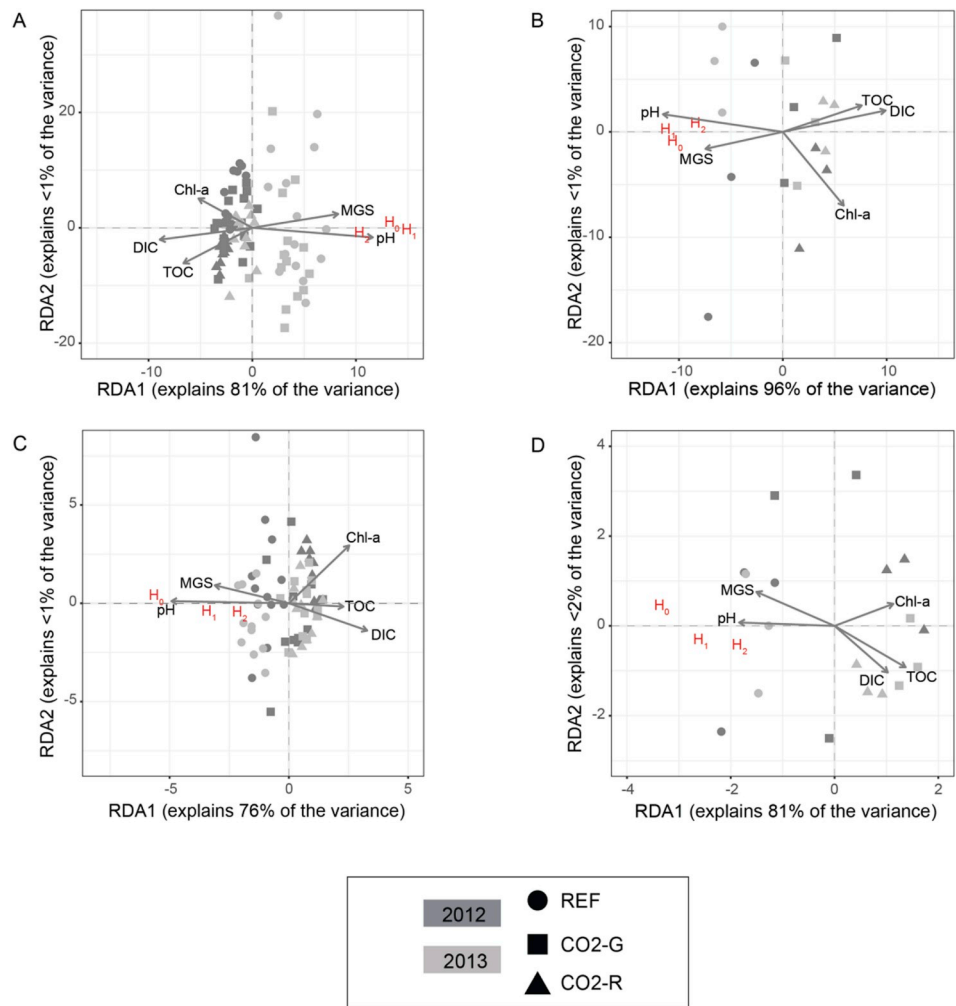 A
RDA2 (explains <1% of the variance)
20
0
-20
Chl-a
DIC
TOC
MGS
pH
H₀
H₁
H₂
-10
0
10
RDA1 (explains 81% of the variance)
B
RDA2 (explains <1% of the variance)
10
0
-10
-20
pH
H₁
H₂
H₀
MGS
TOC
DIC
Chl-a
-10
0
10
RDA1 (explains 96% of the variance)
C
RDA2 (explains <1% of the variance)
5
0
-5
Chl-a
MGS
H₀
pH
H₁
H₂
TOC
DIC
-5
0
5
RDA1 (explains 76% of the variance)
D
RDA2 (explains <2% of the variance)
4
2
0
-2
MGS
H₀
pH
H₁
H₂
Chl-a
DIC
TOC
-4
-2
0
2
RDA1 (explains 81% of the variance)
2012
REF
2013
CO2-G
CO2-R